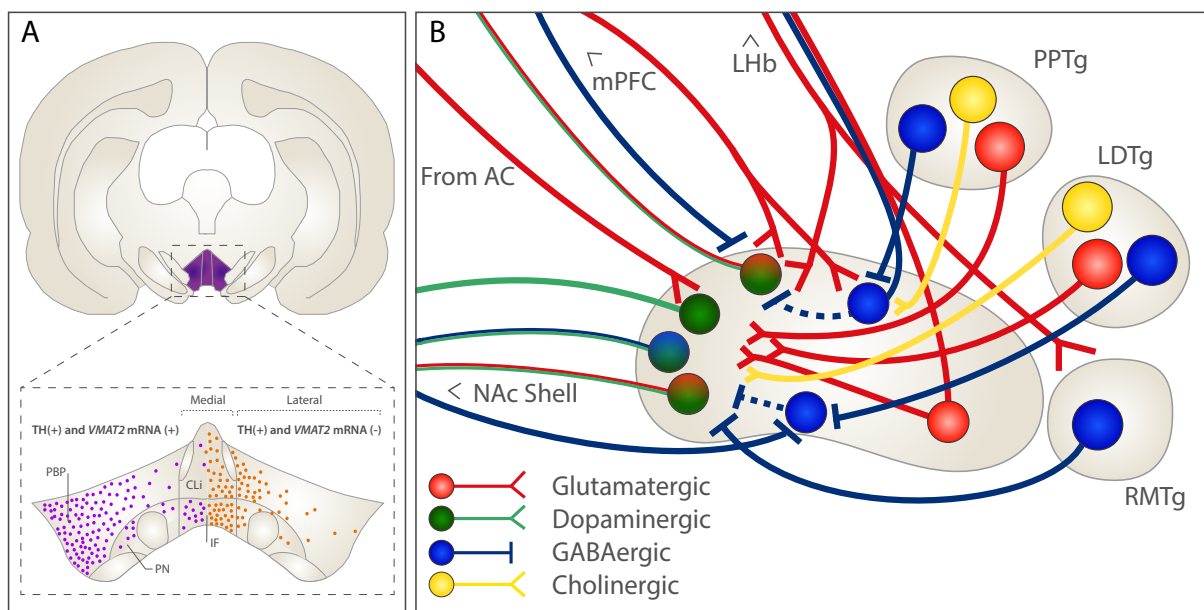 A
Medial
Lateral
TH(+) and VMAT2 mRNA (+)
TH(+) and VMAT2 mRNA (-)
PBP
CLi
IF
PN
B
<
mPFC
<
LHb
PPTg
From AC
LDTg
< NAc Shell
RMTg
Glutamatergic
Dopaminergic
GABAergic
Cholinergic